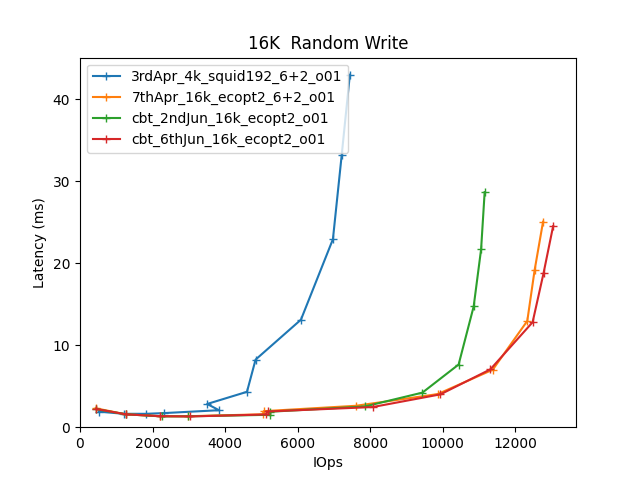 16K  Random Write
3rdApr_4k_squid192_6+2_o01
7thApr_16k_ecopt2_6+2_o01
cbt_2ndJun_16k_ecopt2_o01
cbt_6thJun_16k_ecopt2_o01
Latency (ms)
40
30
20
10
0
0 2000 4000 6000 8000 10000 12000
IOps